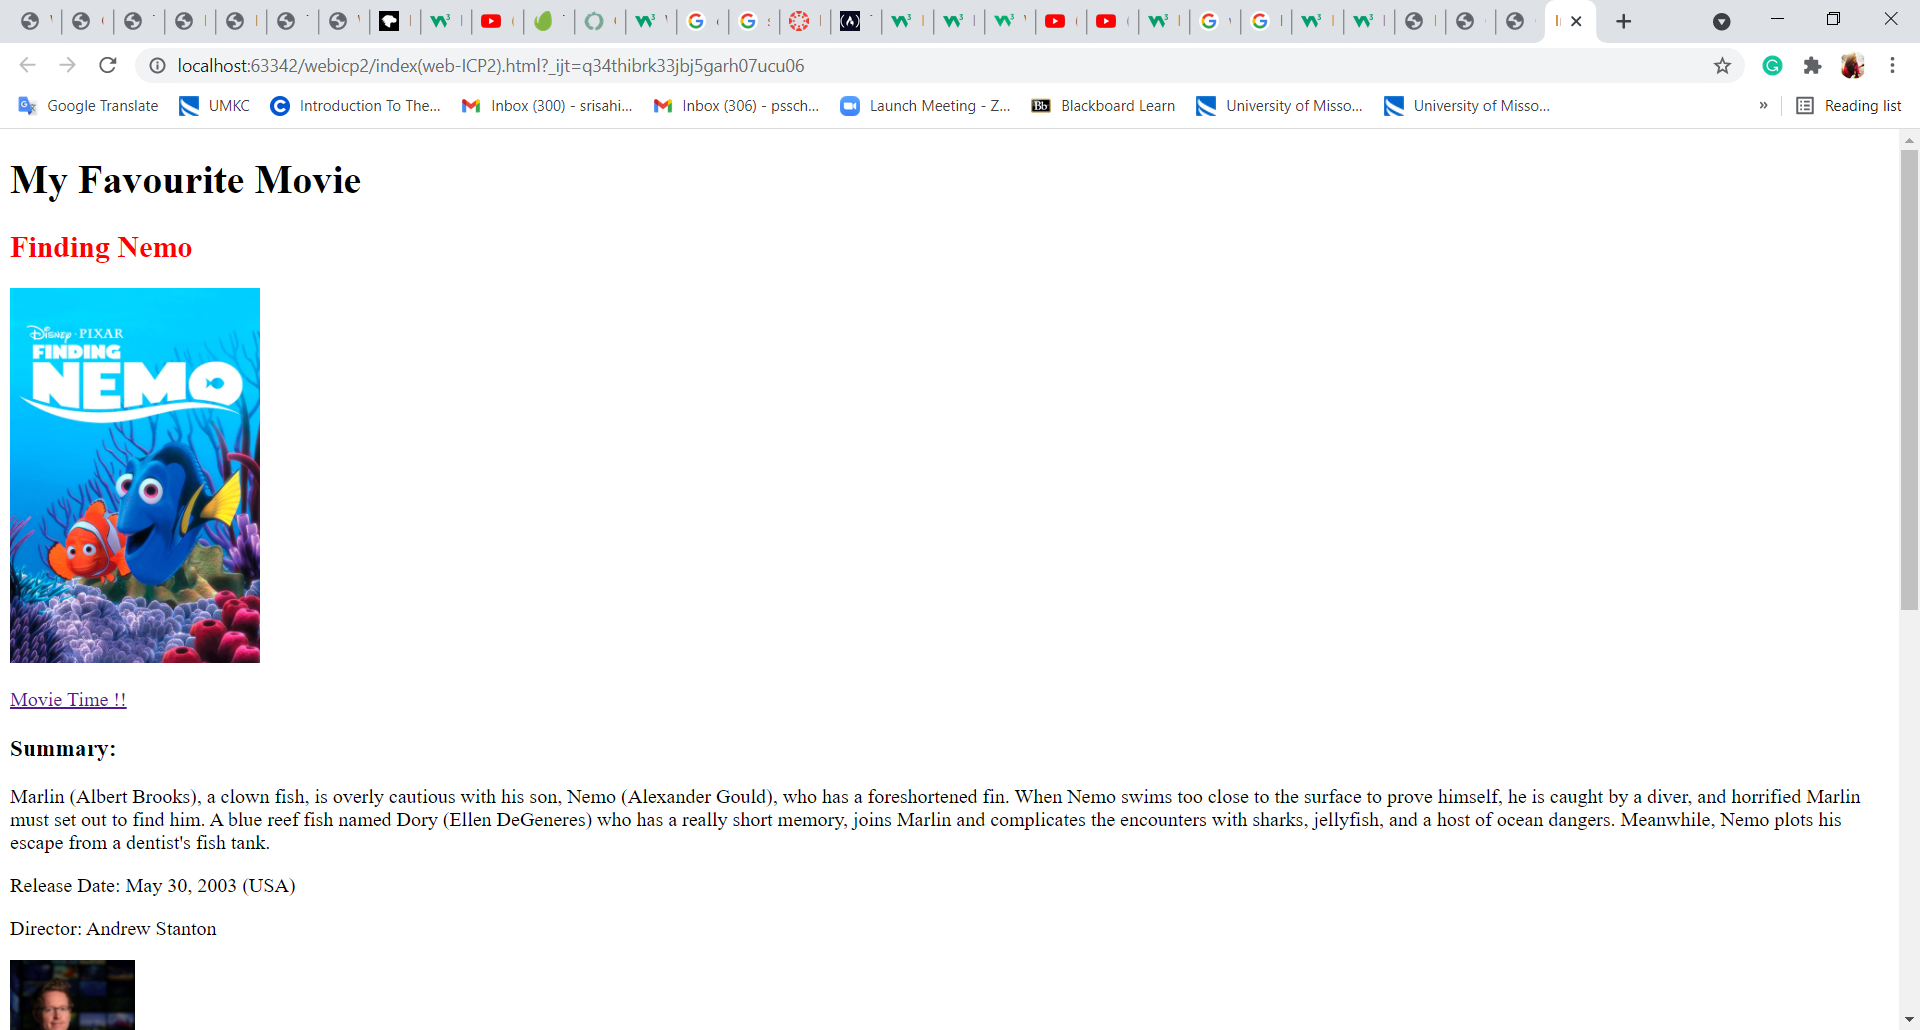 localhost:63342/webicp2/index(web-ICP2).html?_ijt=q34thibrk33jbj5garh07ucu06
Google Translate UMKC Introduction To The... Inbox (300) - srisahi... Inbox (306) - pssch... Launch Meeting - Z... Bb Blackboard Learn University of Misso... University of Misso... » Reading list
My Favourite Movie
Finding Nemo
DISNEY · PIXAR
FINDING
NEMO
Movie Time !!
Summary:
Marlin (Albert Brooks), a clown fish, is overly cautious with his son, Nemo (Alexander Gould), who has a foreshortened fin. When Nemo swims too close to the surface to prove himself, he is caught by a diver, and horrified Marlin
must set out to find him. A blue reef fish named Dory (Ellen DeGeneres) who has a really short memory, joins Marlin and complicates the encounters with sharks, jellyfish, and a host of ocean dangers. Meanwhile, Nemo plots his
escape from a dentist's fish tank.
Release Date: May 30, 2003 (USA)
Director: Andrew Stanton